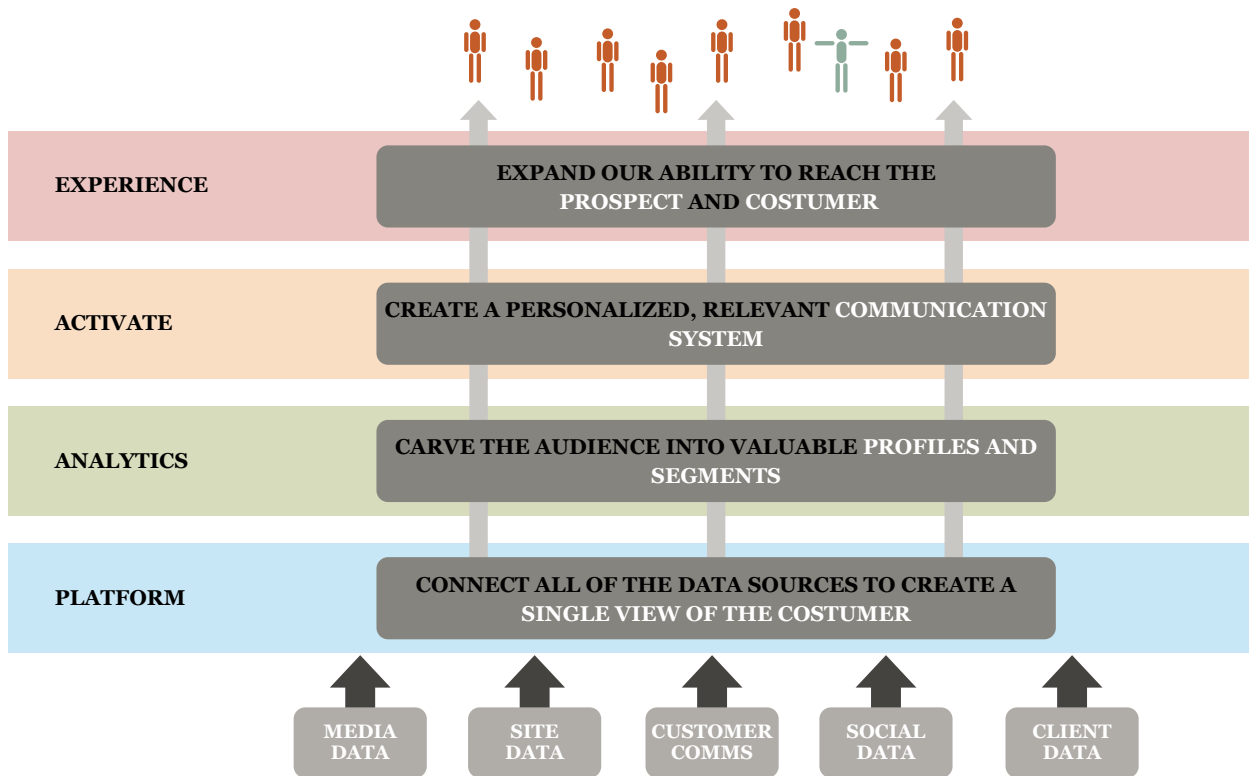 EXPERIENCE
EXPAND OUR ABILITY TO REACH THE
PROSPECT AND COSTUMER
ACTIVATE
CREATE A PERSONALIZED, RELEVANT COMMUNICATION
SYSTEM
ANALYTICS
CARVE THE AUDIENCE INTO VALUABLE PROFILES AND
SEGMENTS
PLATFORM
CONNECT ALL OF THE DATA SOURCES TO CREATE A
SINGLE VIEW OF THE COSTUMER
MEDIA
DATA
SITE
DATA
CUSTOMER
COMMS
SOCIAL
DATA
CLIENT
DATA